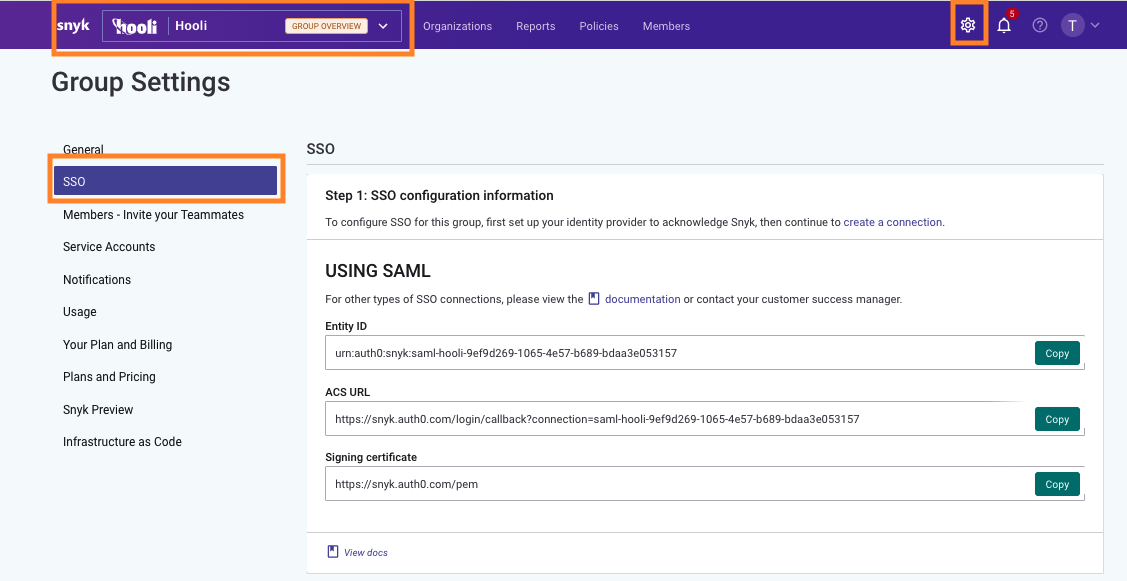 snyk hooli Hooli GROUP OVERVIEW Organizations Reports Policies Members 5 T
Group Settings
General
SSO
Members - Invite your Teammates
Service Accounts
Notifications
Usage
Your Plan and Billing
Plans and Pricing
Snyk Preview
Infrastructure as Code
SSO
Step 1: SSO configuration information
To configure SSO for this group, first set up your identity provider to acknowledge Snyk, then continue to create a connection.
USING SAML
For other types of SSO connections, please view the documentation or contact your customer success manager.
Entity ID
urn:auth0:snyk:saml-hooli-9ef9d269-1065-4e57-b689-bdaa3e053157 Copy
ACS URL
https://snyk.auth0.com/login/callback?connection=saml-hooli-9ef9d269-1065-4e57-b689-bdaa3e053157 Copy
Signing certificate
https://snyk.auth0.com/pem Copy
View docs